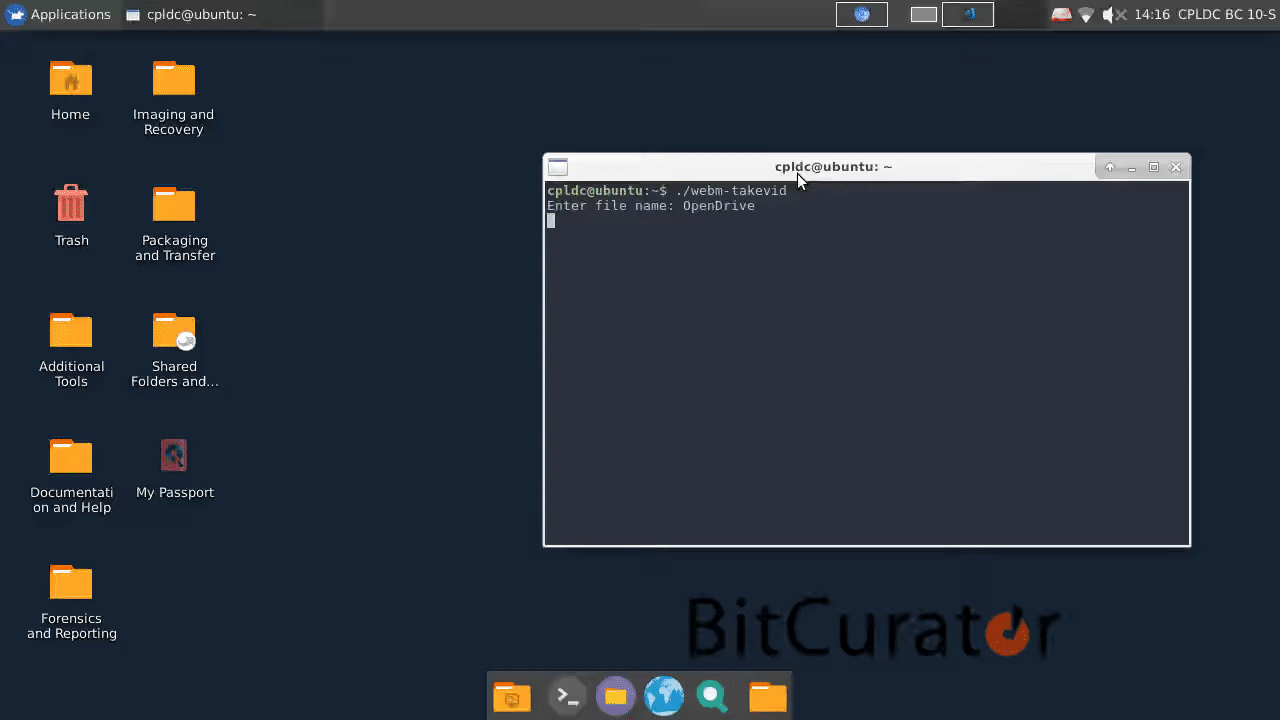 Applications
cpldc@ubuntu: ~
14:16 CPLDC BC 10-S
Home
Imaging and
Recovery
Trash
Packaging
and Transfer
Additional
Tools
Shared
Folders and...
Documentati
on and Help
My Passport
Forensics
and Reporting
cpldc@ubuntu: ~
cpldc@ubuntu:~$ ./webm-takevid
Enter file name: OpenDrive
BitCurator